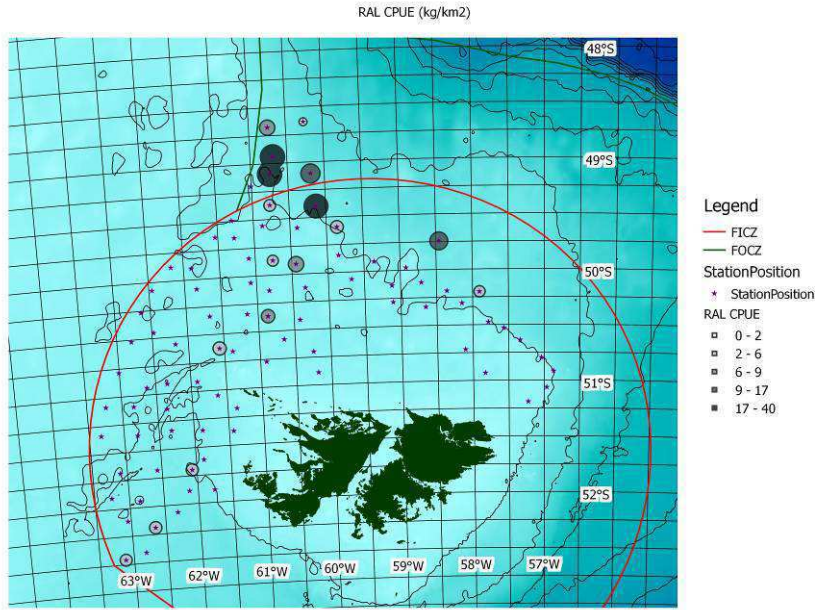 RAL CPUE (kg/km2)
48°S
49°S
50°S
51°S
52°S
63°W
62°W
61°W
60°W
59°W
58°W
57°W
Legend
FICZ
FOCZ
StationPosition
StationPosition
RAL CPUE
0 - 2
2 - 6
6 - 9
9 - 17
17 - 40